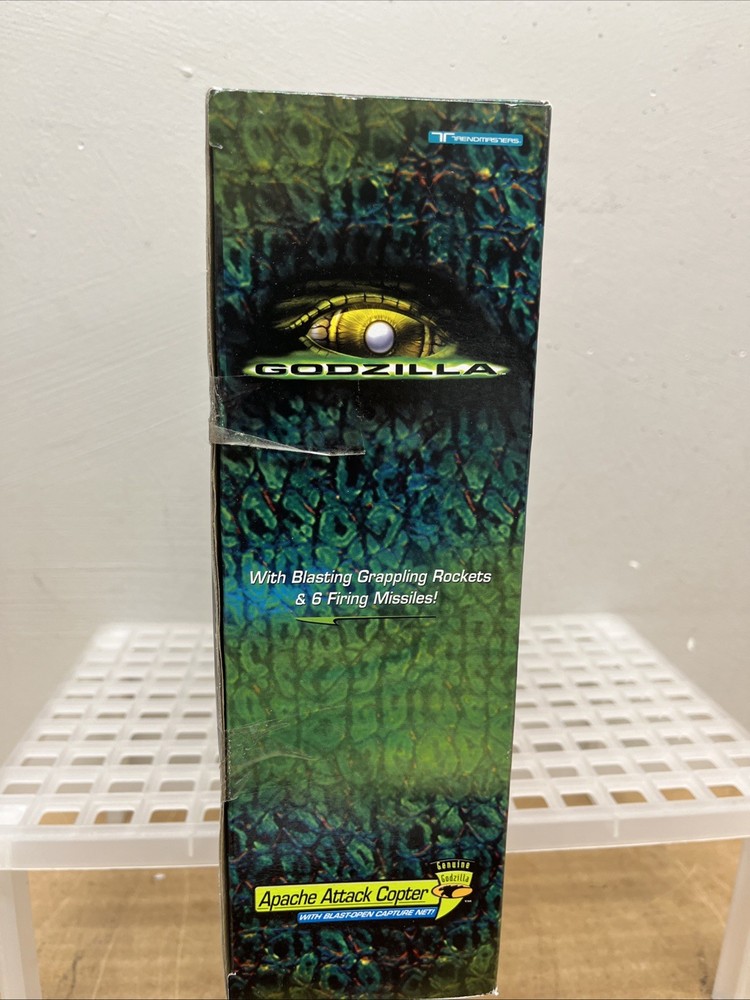 TRENDMASTERS
GODZILLA
With Blasting Grappling Rockets
& 6 Firing Missiles!
Genuine
Godzilla
Apache Attack Copter
WITH BLAST-OPEN CAPTURE NET!